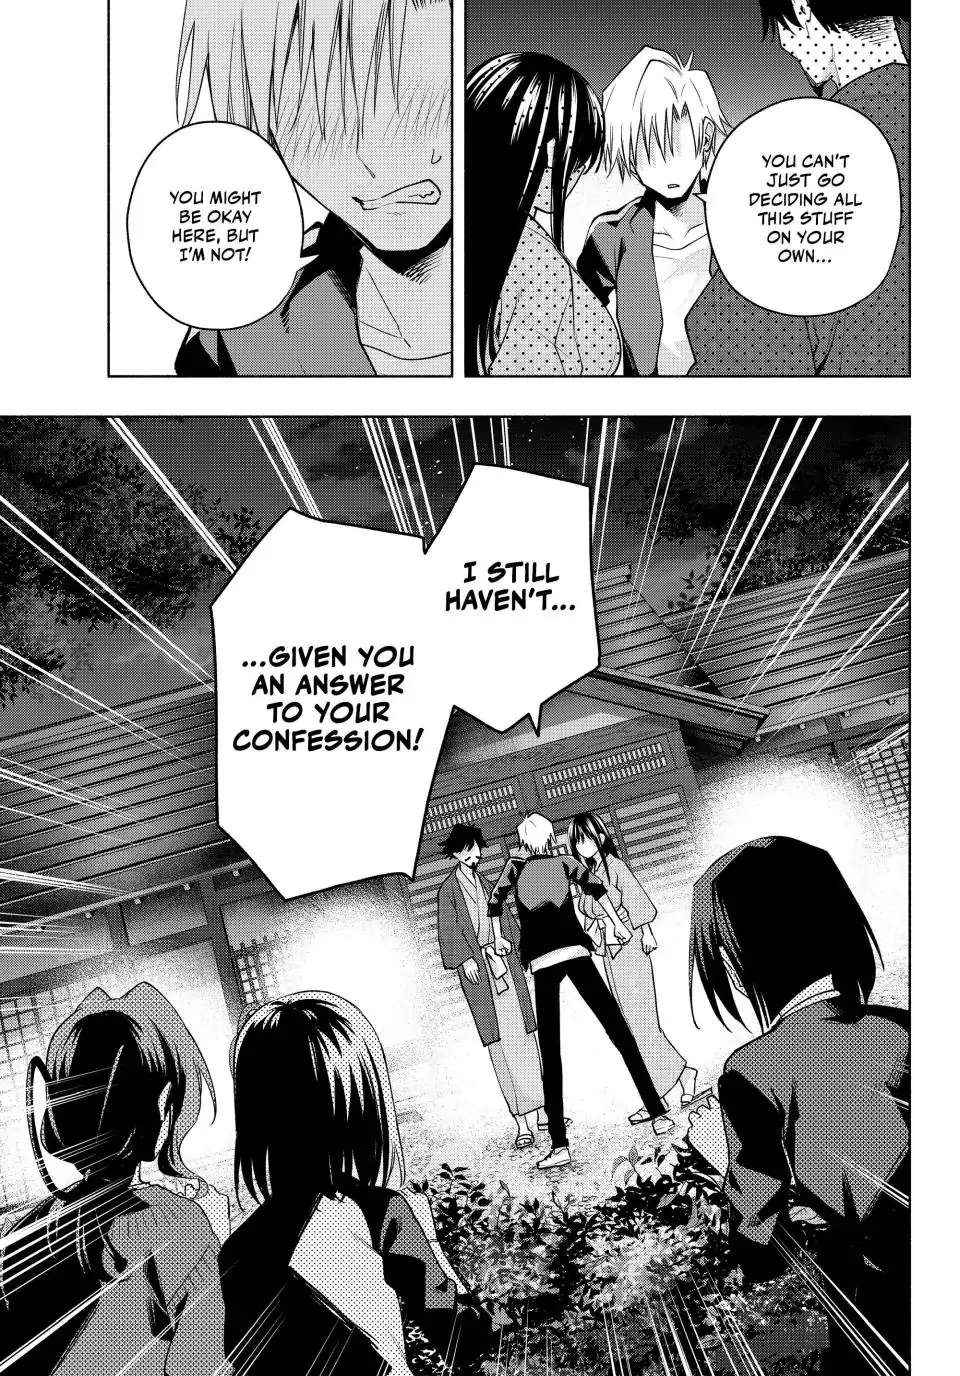 YOU CAN'T
JUST GO
DECIDING ALL
THIS STUFF
ON YOUR
OWN...
YOU MIGHT
BE OKAY
HERE, BUT
I'M NOT!
I STILL
HAVEN'T...
...GIVEN YOU
AN ANSWER
TO YOUR
CONFESSION!